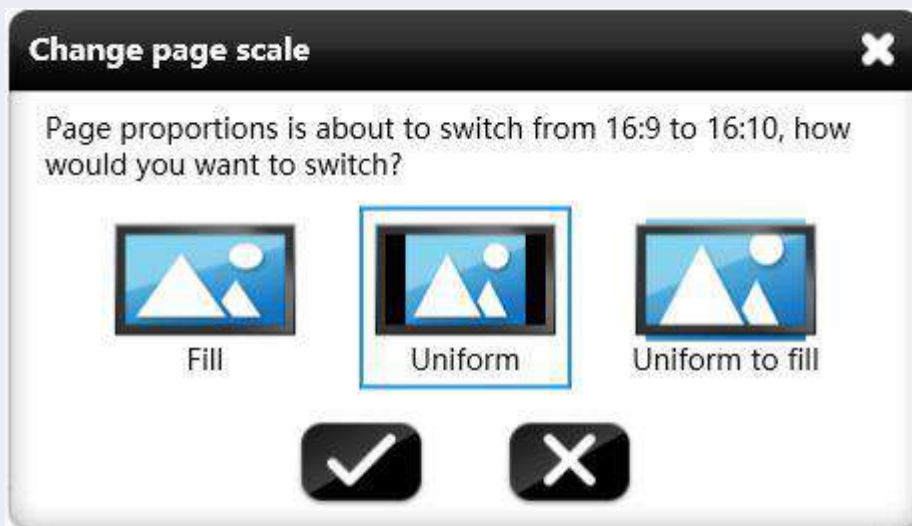 Change page scale
Page proportions is about to switch from 16:9 to 16:10, how
would you want to switch?
Fill
Uniform
Uniform to fill